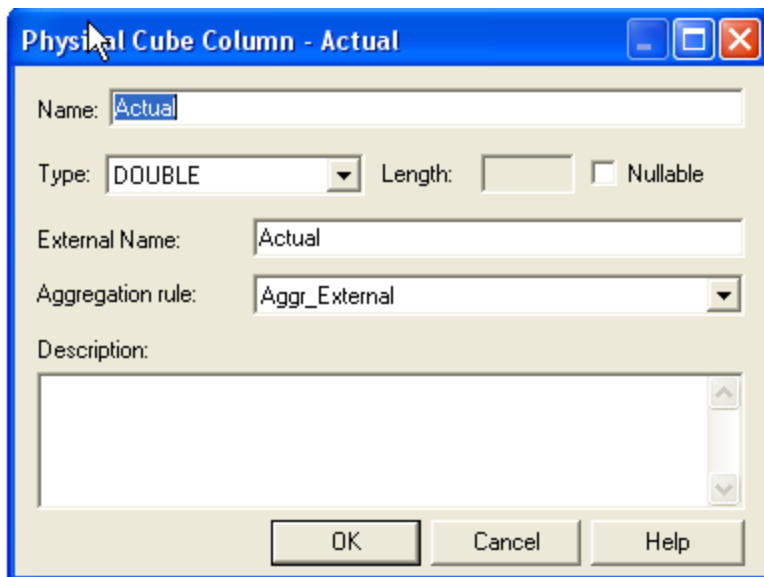 Physical Cube Column - Actual
Name: Actual
Type: DOUBLE Length: Nullable
External Name: Actual
Aggregation rule: Aggr_External
Description:
OK Cancel Help